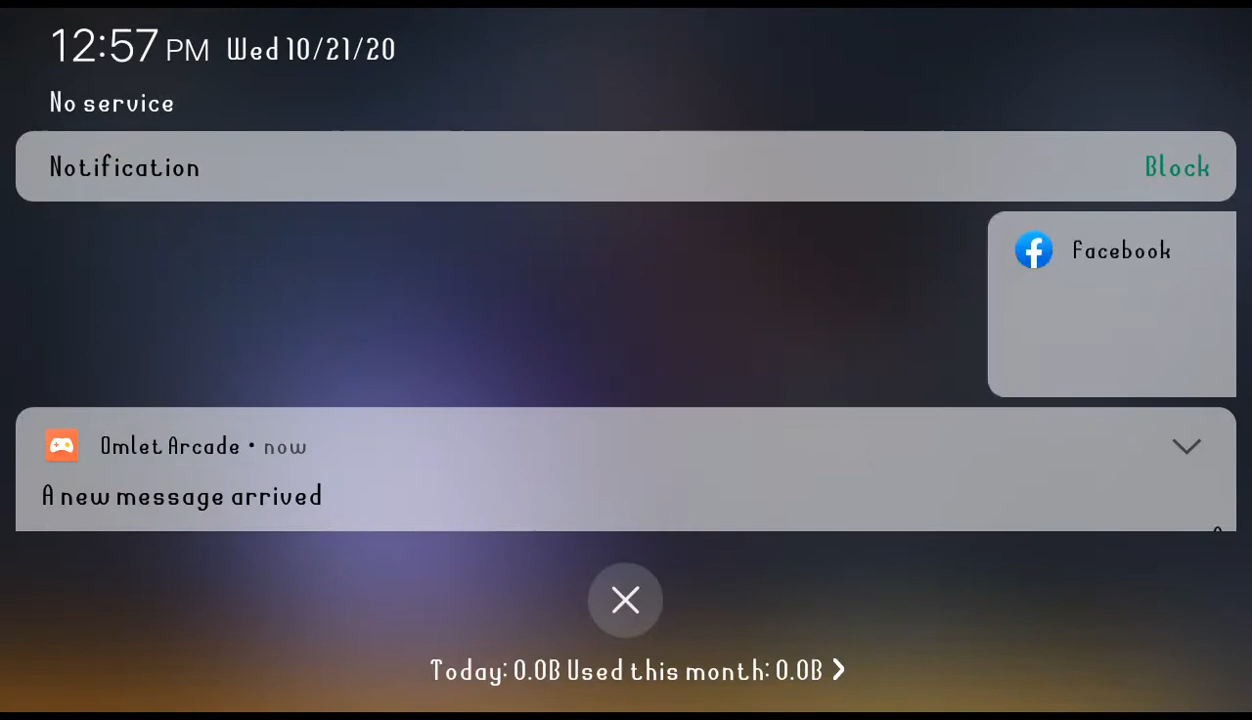 12:57 PM Wed 10/21/20
No service
Notification Block
Facebook
Omlet Arcade • now
A new message arrived
Today: 0.0B Used this month: 0.0B